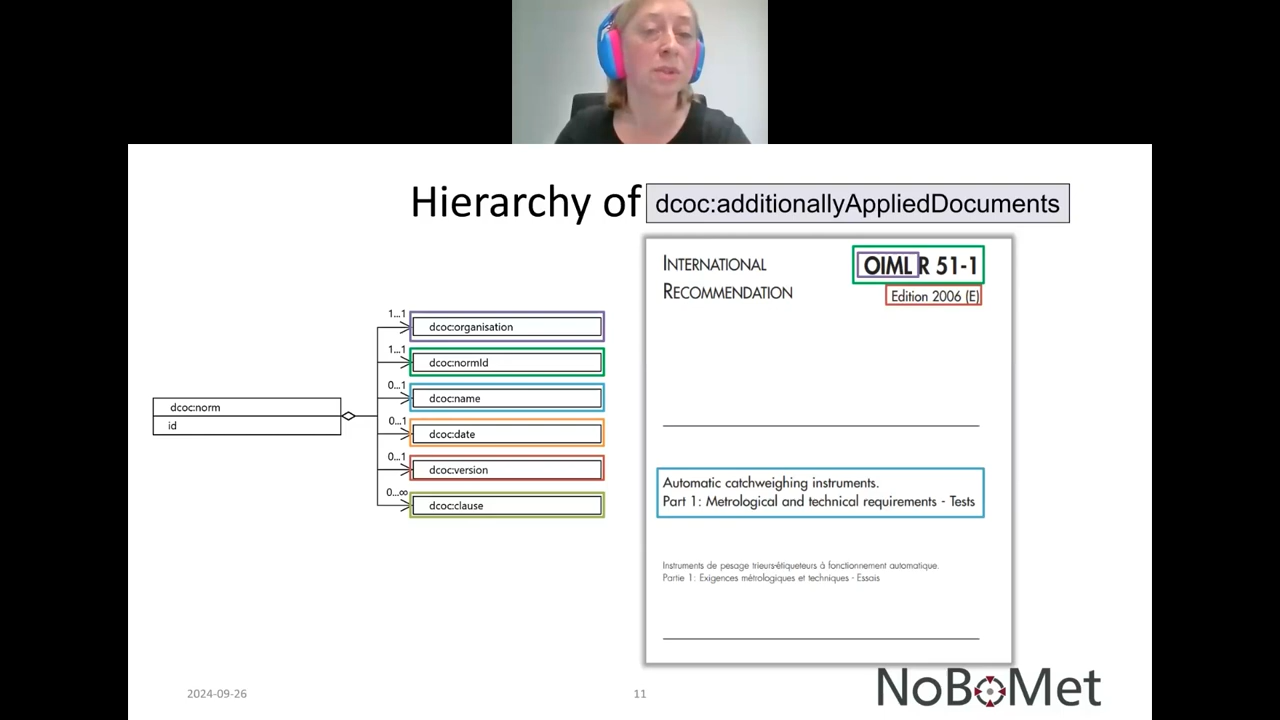 Hierarchy of dcoc:additionallyAppliedDocuments
INTERNATIONAL
RECOMMENDATION
OIML R 51-1
Edition 2006 (E)
1...1
dcoc:organisation
1...1
dcoc:normId
0...1
dcoc:name
0...1
dcoc:date
0...1
dcoc:version
0...∞
dcoc:clause
dcoc:norm
id
Automatic catchweighing instruments.
Part 1: Metrological and technical requirements - Tests
Instruments de pesage trieurs-étiqueteurs à fonctionnement automatique.
Partie 1: Exigences métrologiques et techniques - Essais
2024-09-26
11
NoBoMet